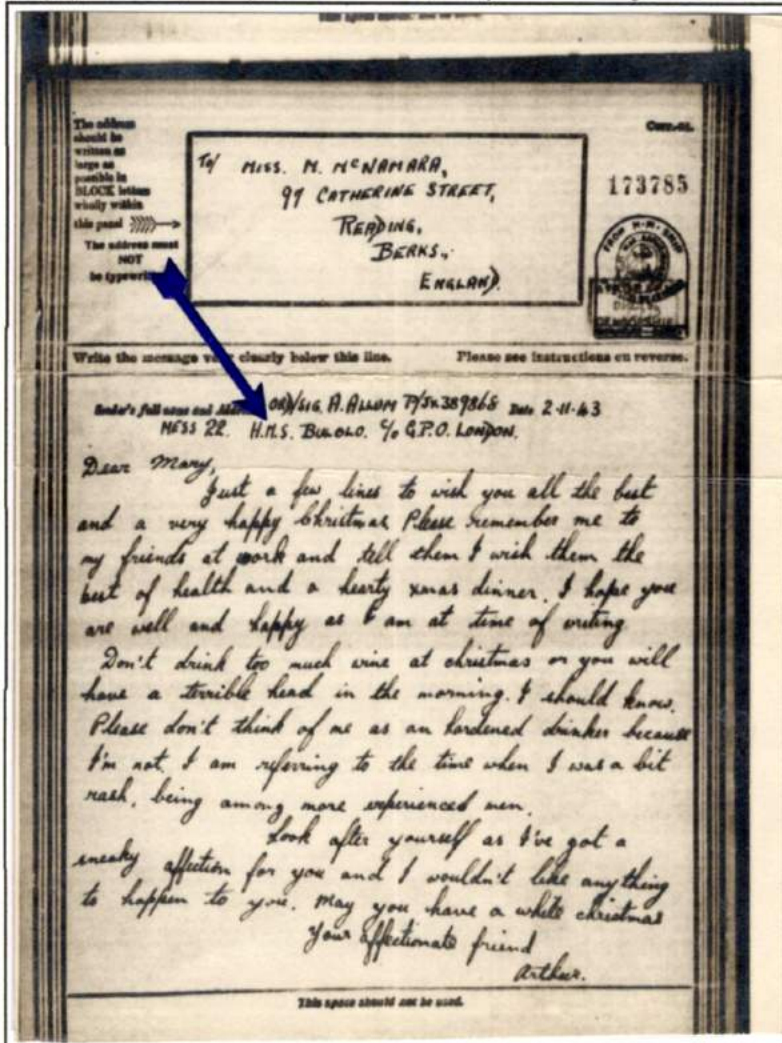 The address
should be
written as
large as
possible in
BLOCK letters
wholly within
this panel
The address must
NOT
be typewritten
To/ MISS. M. McNAMARA,
97 CATHERINE STREET,
READING,
BERKS,.
ENGLAND.
173785
FROM H.M. SHIP
Write the message very clearly below this line.
Please see instructions on reverse.
Sender's full name and Address ORD/SIG A. ALLOM P/JX389868 Date 2-11-43
MESS 22. H.M.S. BULOLO. C/o G.P.O. LONDON.
Dear Mary,
Just a few lines to wish you all the best
and a very happy Christmas Please remember me to
my friends at work and tell them I wish them the
best of health and a hearty xmas dinner. I hope you
are well and happy as I am at time of writing
Don't drink too much wine at christmas or you will
have a terrible head in the morning. I should know.
Please don't think of me as an hardened drinker because
I'm not. I am referring to the time when I was a bit
rash, being among more experienced men.
Look after yourself as I've got a
sneaky affection for you and I wouldn't like anything
to happen to you. May you have a white christmas
Your affectionate friend
Arthur.
This space should not be used.